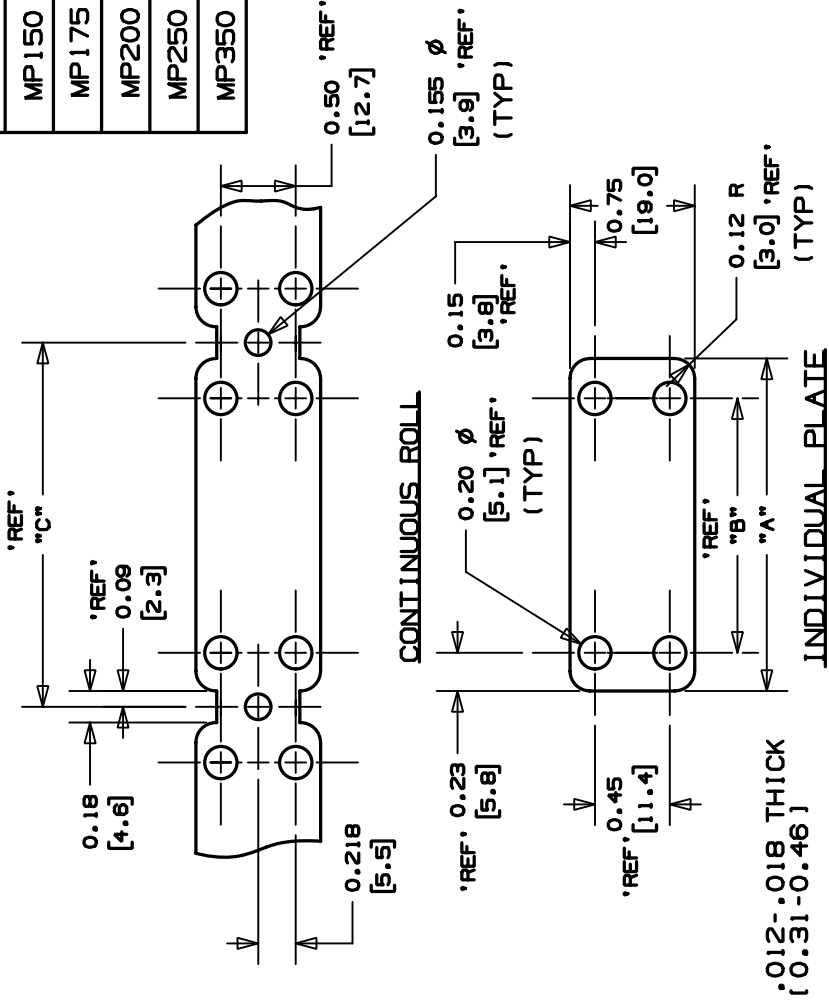 MP150
MP175
MP200
MP250
MP350
'REF'
"C"
'REF'
0.09
[2.3]
0.18
[4.6]
0.218
[5.5]
0.50 'REF'
[12.7]
0.155 ø
[3.9] 'REF'
(TYP)
CONTINUOUS ROLL
0.20 ø
[5.1] 'REF'
(TYP)
0.15
[3.8]
'REF'
0.75
[19.0]
0.12 R
[3.0] 'REF'
(TYP)
'REF' 0.23
[5.8]
'REF' 0.45
[11.4]
'REF'
"B"
"A"
INDIVIDUAL PLATE
.012-.018 THICK
[0.31-0.46]